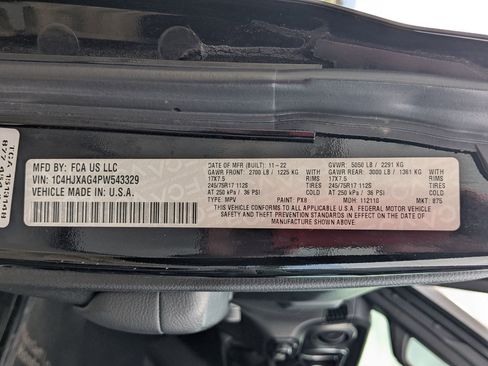 MFD BY: FCA US LLC
VIN: 1C4HJXAG4PW543329
VEHICLE MADE IN: U.S.A.
DATE OF MFR (BUILT): 11-22 GVWR: 5050 LB / 2291 KG
GAWR FRONT: 2700 LB / 1225 KG GAWR REAR: 3000 LB / 1361 KG
17X7.5 RIMS 17X7.5 RIMS
245/75R17 112S TIRES 245/75R17 112S TIRES
AT 250 kPa / 36 PSI COLD AT 250 kPa / 36 PSI COLD
TYPE: MPV PAINT: PX8 MDH: 112110 MKT: 875
THIS VEHICLE CONFORMS TO ALL APPLICABLE U.S.A. FEDERAL MOTOR VEHICLE
SAFETY AND THEFT PREVENTION STANDARDS IN EFFECT ON THE DATE OF
MANUFACTURE SHOWN ABOVE.